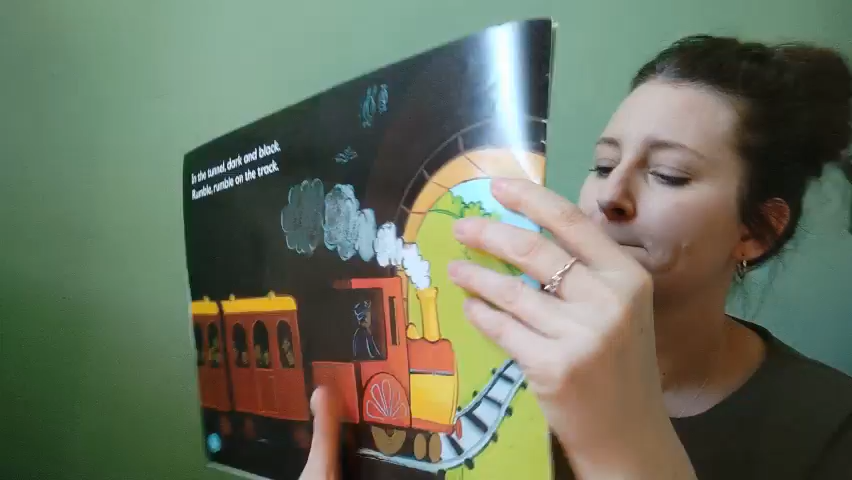 In the tunnel, dark and black.
Rumble, rumble on the track.